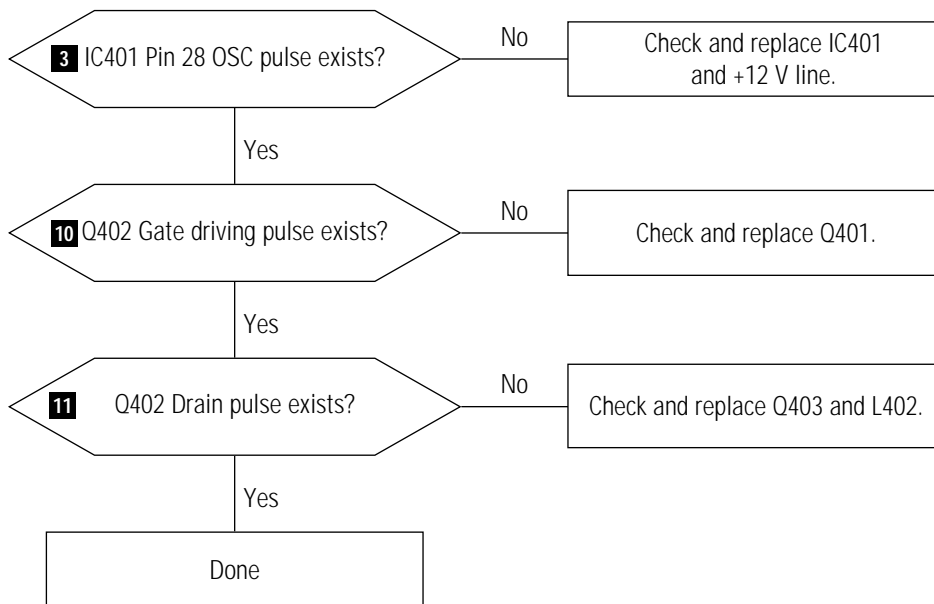 3 IC401 Pin 28 OSC pulse exists?
No
Check and replace IC401
and +12 V line.
Yes
10 Q402 Gate driving pulse exists?
No
Check and replace Q401.
Yes
11 Q402 Drain pulse exists?
No
Check and replace Q403 and L402.
Yes
Done